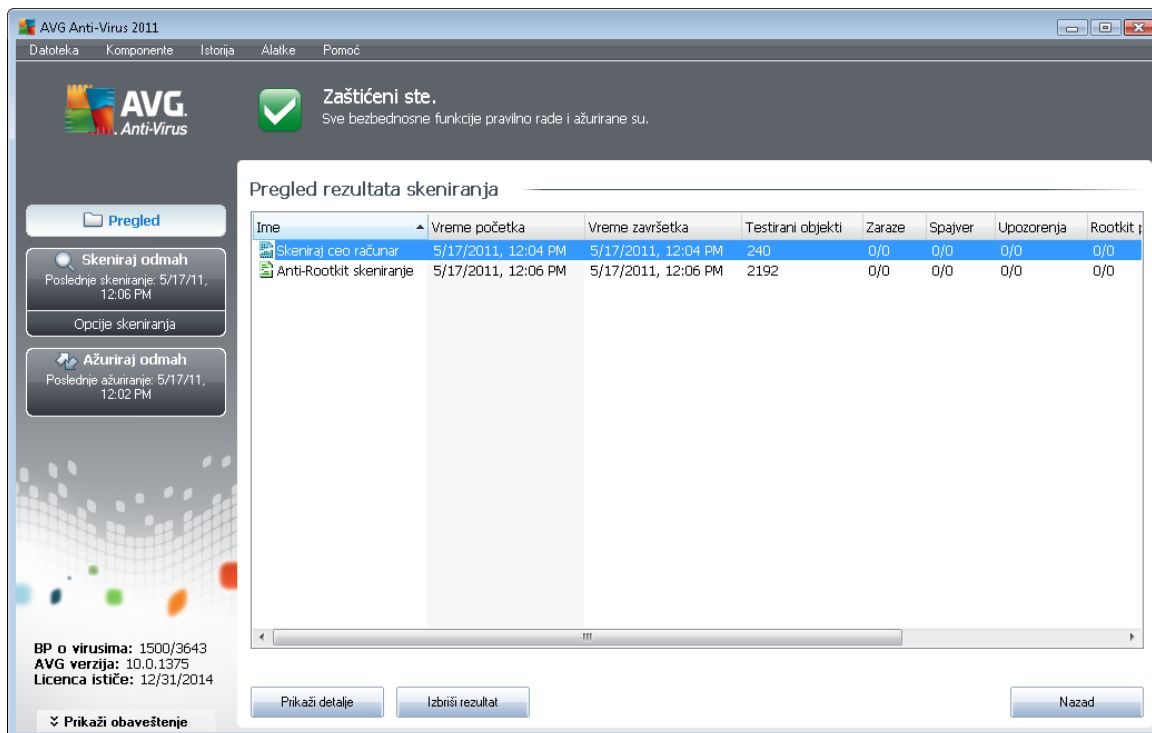 AVG Anti-Virus 2011
Datoteka Komponente Istorija Alatke Pomoć
AVG.
Anti-Virus
Zaštićeni ste.
Sve bezbednosne funkcije pravilno rade i ažurirane su.
Pregled
Skeniraj odmah
Poslednje skeniranje: 5/17/11,
12:06 PM
Opcije skeniranja
Ažuriraj odmah
Poslednje ažuriranje: 5/17/11,
12:02 PM
BP o virusima: 1500/3643
AVG verzija: 10.0.1375
Licenca ističe: 12/31/2014
Prikaži obaveštenje
Pregled rezultata skeniranja
Ime Vreme početka Vreme završetka Testirani objekti Zaraze Spajver Upozorenja Rootkit
Skeniraj ceo računar 5/17/2011, 12:04 PM 5/17/2011, 12:04 PM 240 0/0 0/0 0/0 0/0
Anti-Rootkit skeniranje 5/17/2011, 12:06 PM 5/17/2011, 12:06 PM 2192 0/0 0/0 0/0 0/0
Prikaži detalje Izbriši rezultat Nazad